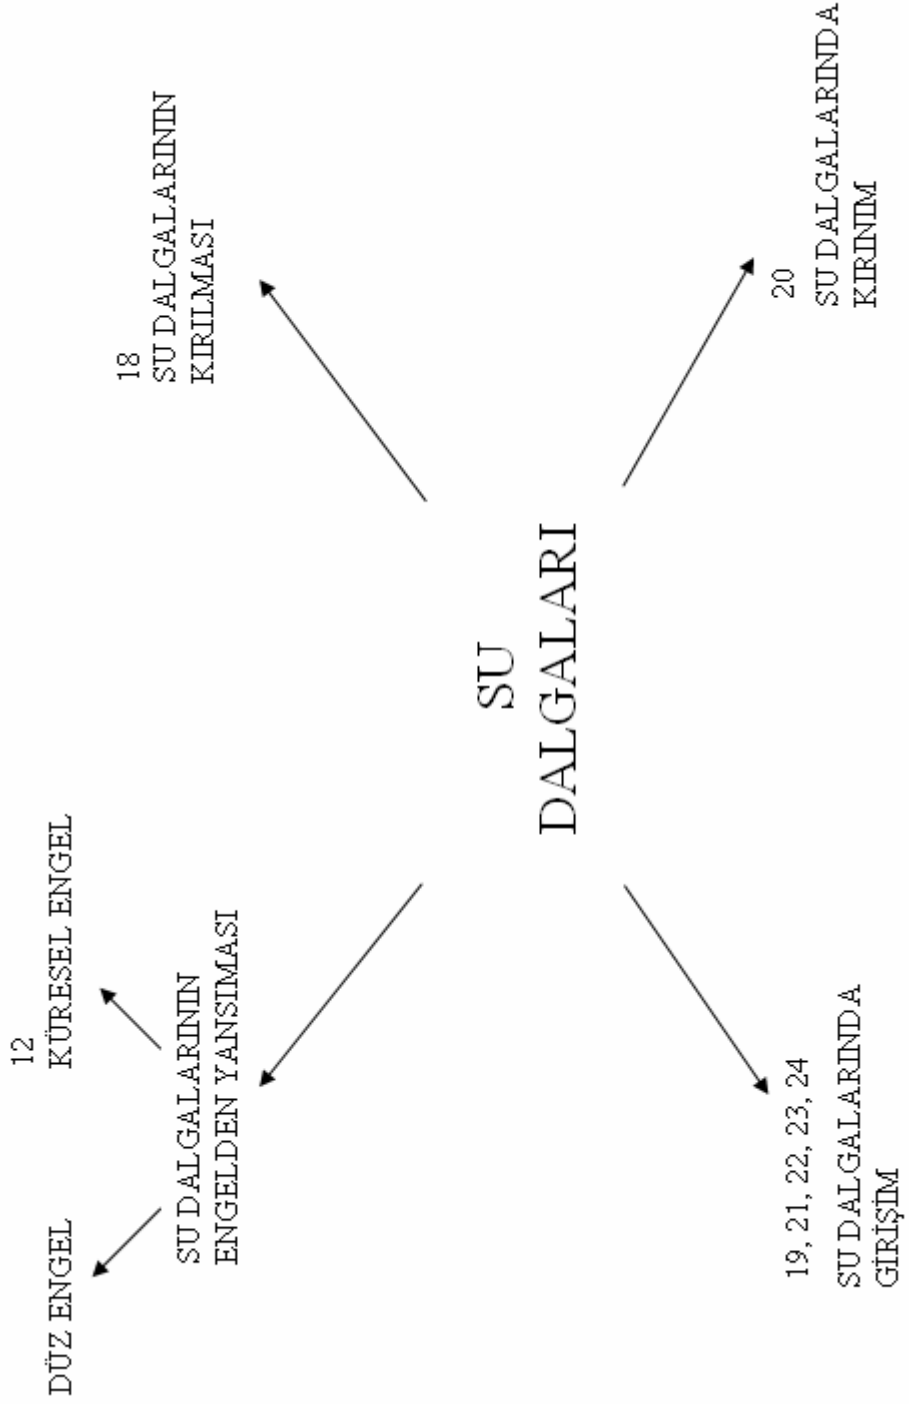 DÜZ ENGEL
12
KÜRESEL ENGEL
SU DALGALARININ
ENGELDEN YANSIMASI
18
SU DALGALARININ
KIRILMASI
SU
DALGALARI
19, 21, 22, 23, 24
SU DALGALARINDA
GİRİŞİM
20
SU DALGALARINDA
KIRINIM